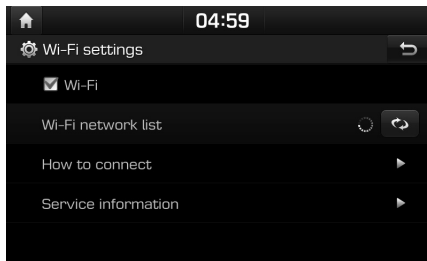 04:59
Wi-Fi settings
Wi-Fi
Wi-Fi network list
How to connect
Service information